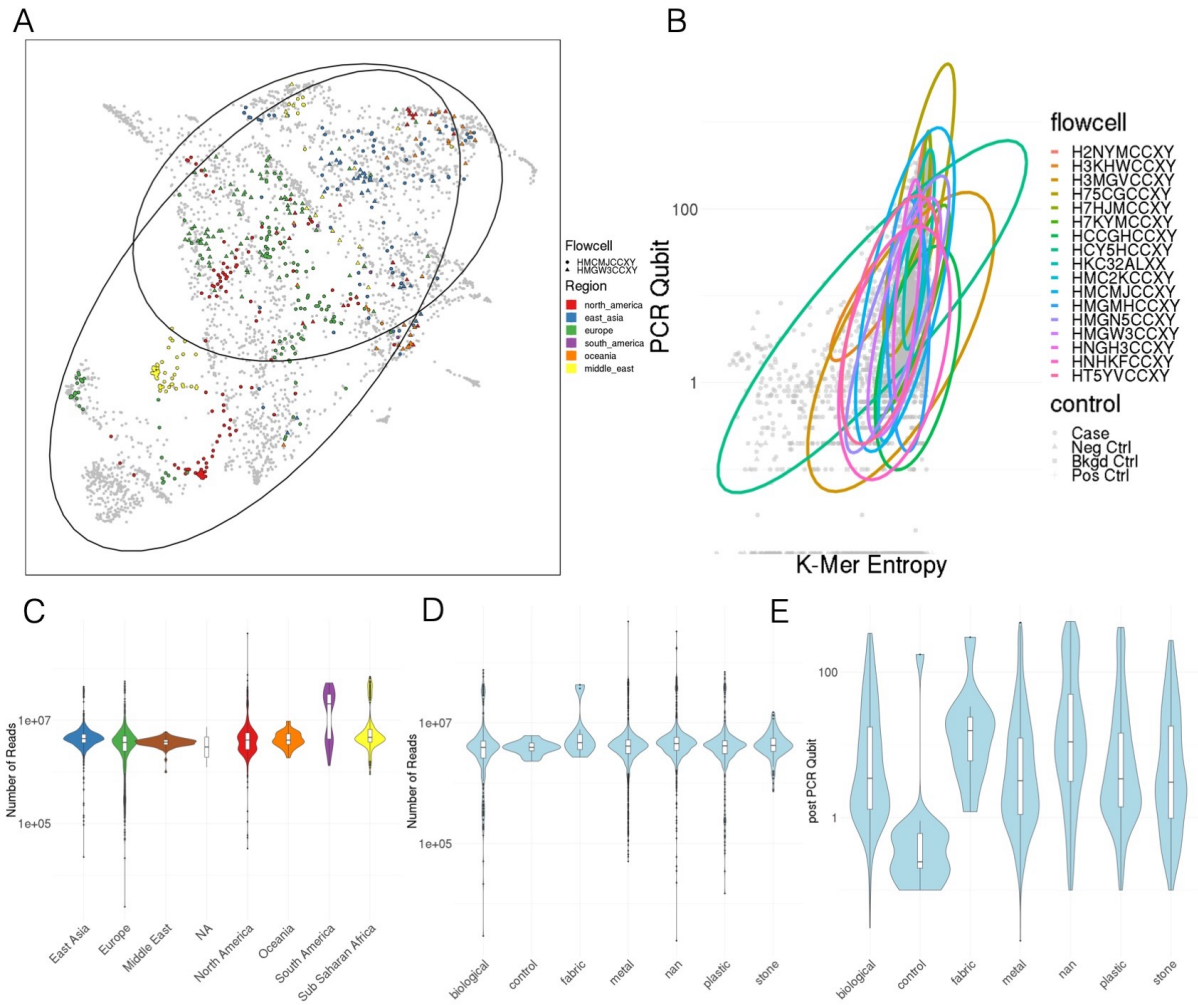 A
Flowcell
HMCMJCCXY
HMGW3CCXY
Region
north_america
east_asia
europe
south_america
oceania
middle_east
B
PCR Qubit
100
1
K-Mer Entropy
flowcell
H2NYMCCXY
H3KHWCCXY
H3MGVCCXY
H75CGCCXY
H7HJMCCXY
H7KYMCCXY
HCCGHCCXY
HCY5HCCXY
HKC32ALXX
HMC2KCCXY
HMCMJCCXY
HMGMHCCXY
HMGN5CCXY
HMGW3CCXY
HNGH3CCXY
HNHKFCCXY
HT5YVCCXY
control
Case
Neg Ctrl
Bkgd Ctrl
Pos Ctrl
C
Number of Reads
1e+07
1e+05
East Asia
Europe
Middle East
NA
North America
Oceania
South America
Sub Saharan Africa
D
Number of Reads
1e+07
1e+05
biological
control
fabric
metal
nan
plastic
stone
E
post PCR Qubit
100
1
biological
control
fabric
metal
nan
plastic
stone